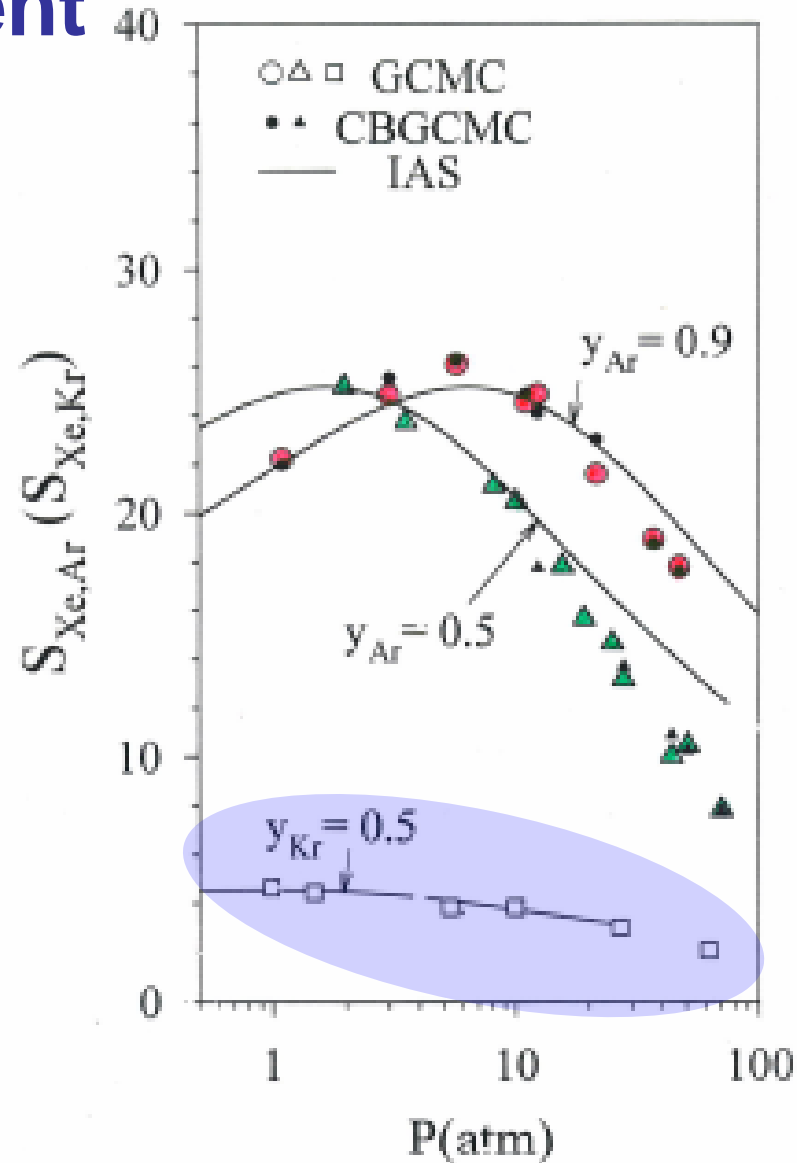 ent
40
GCMC
CBGCMC
IAS
30
y_Ar = 0.9
S_Xe,Ar (S_Xe,Kr)
20
y_Ar = 0.5
10
y_Kr = 0.5
0
1 10 100
P(atm)